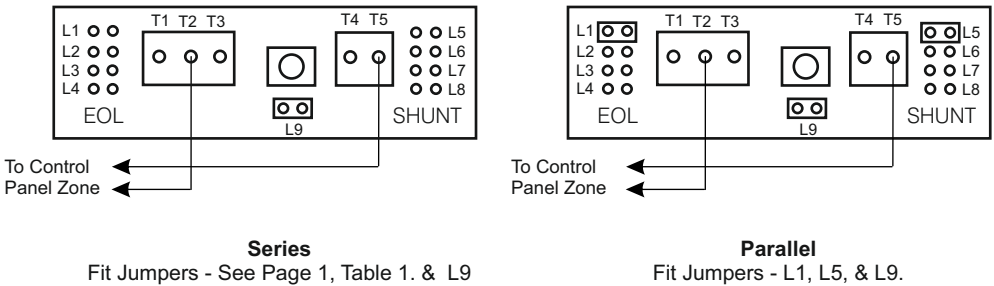 T1 T2 T3 T4 T5
L1 L5
L2 L6
L3 L7
L4 L8
EOL SHUNT
L9
To Control
Panel Zone
Series
Fit Jumpers - See Page 1, Table 1. & L9
T1 T2 T3 T4 T5
L1 L5
L2 L6
L3 L7
L4 L8
EOL SHUNT
L9
To Control
Panel Zone
Parallel
Fit Jumpers - L1, L5, & L9.